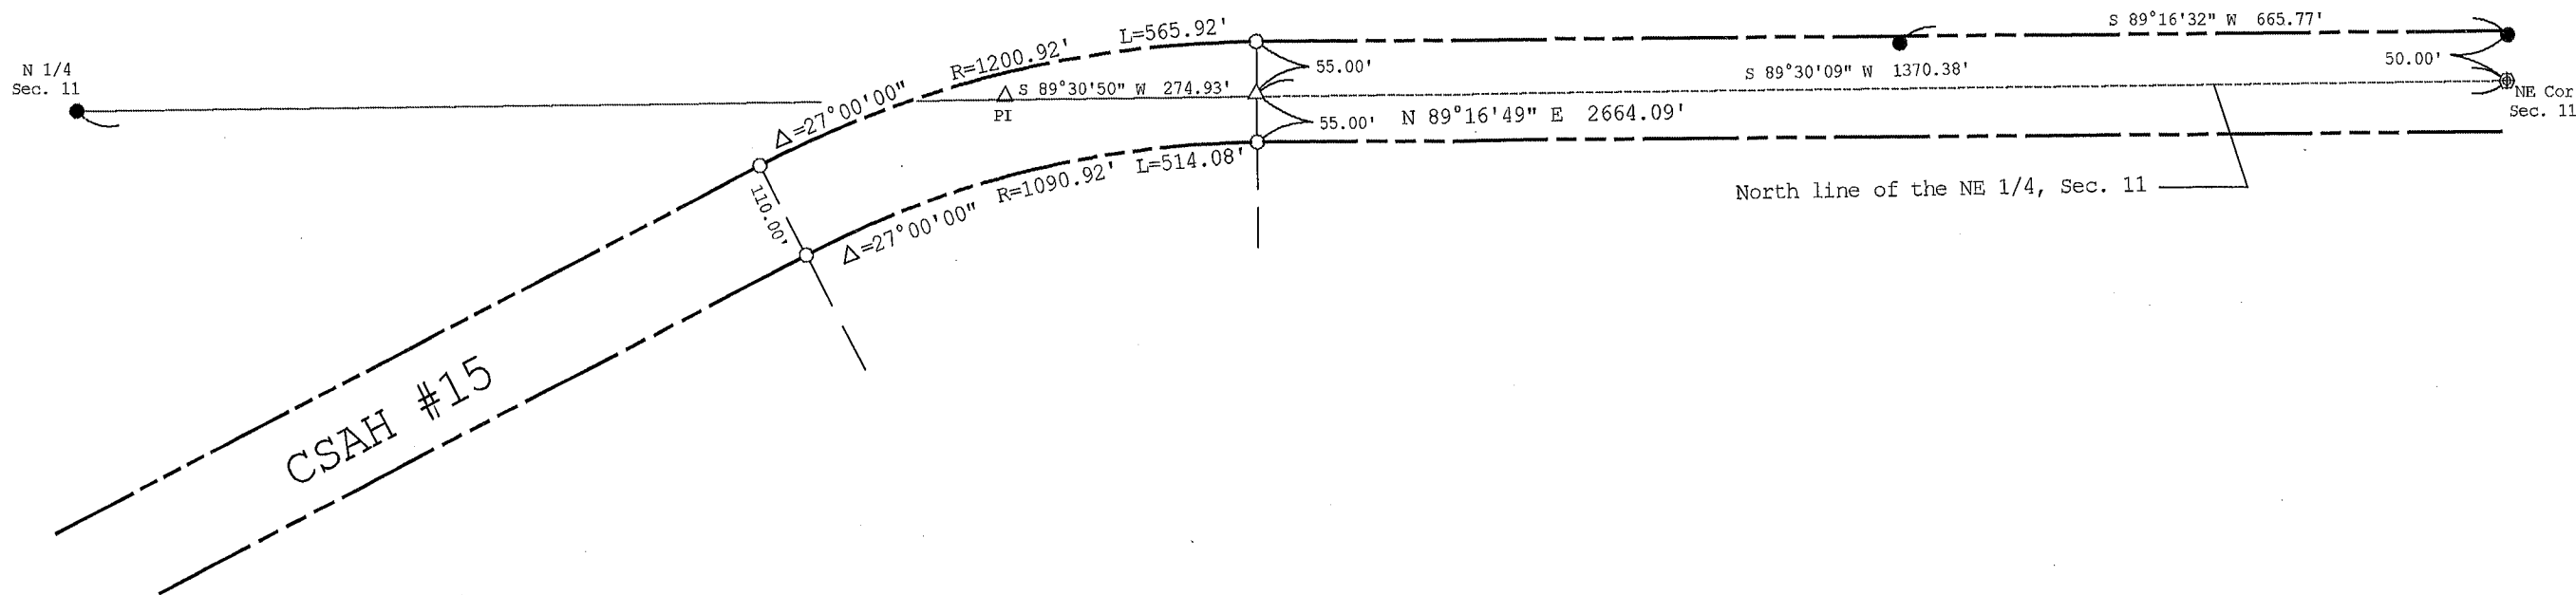 S 89°16'32" W 665.77'
L=565.92'
R=1200.92'
N 1/4
Sec. 11
50.00'
55.00'
S 89°30'09" W 1370.38'
△ S 89°30'50" W 274.93'
PI
NE Cor
Sec. 11
Δ=27°00'00"
55.00'
N 89°16'49" E 2664.09'
L=514.08'
R=1090.92'
110.00'
North line of the NE 1/4, Sec. 11
Δ=27°00'00"
CSAH #15